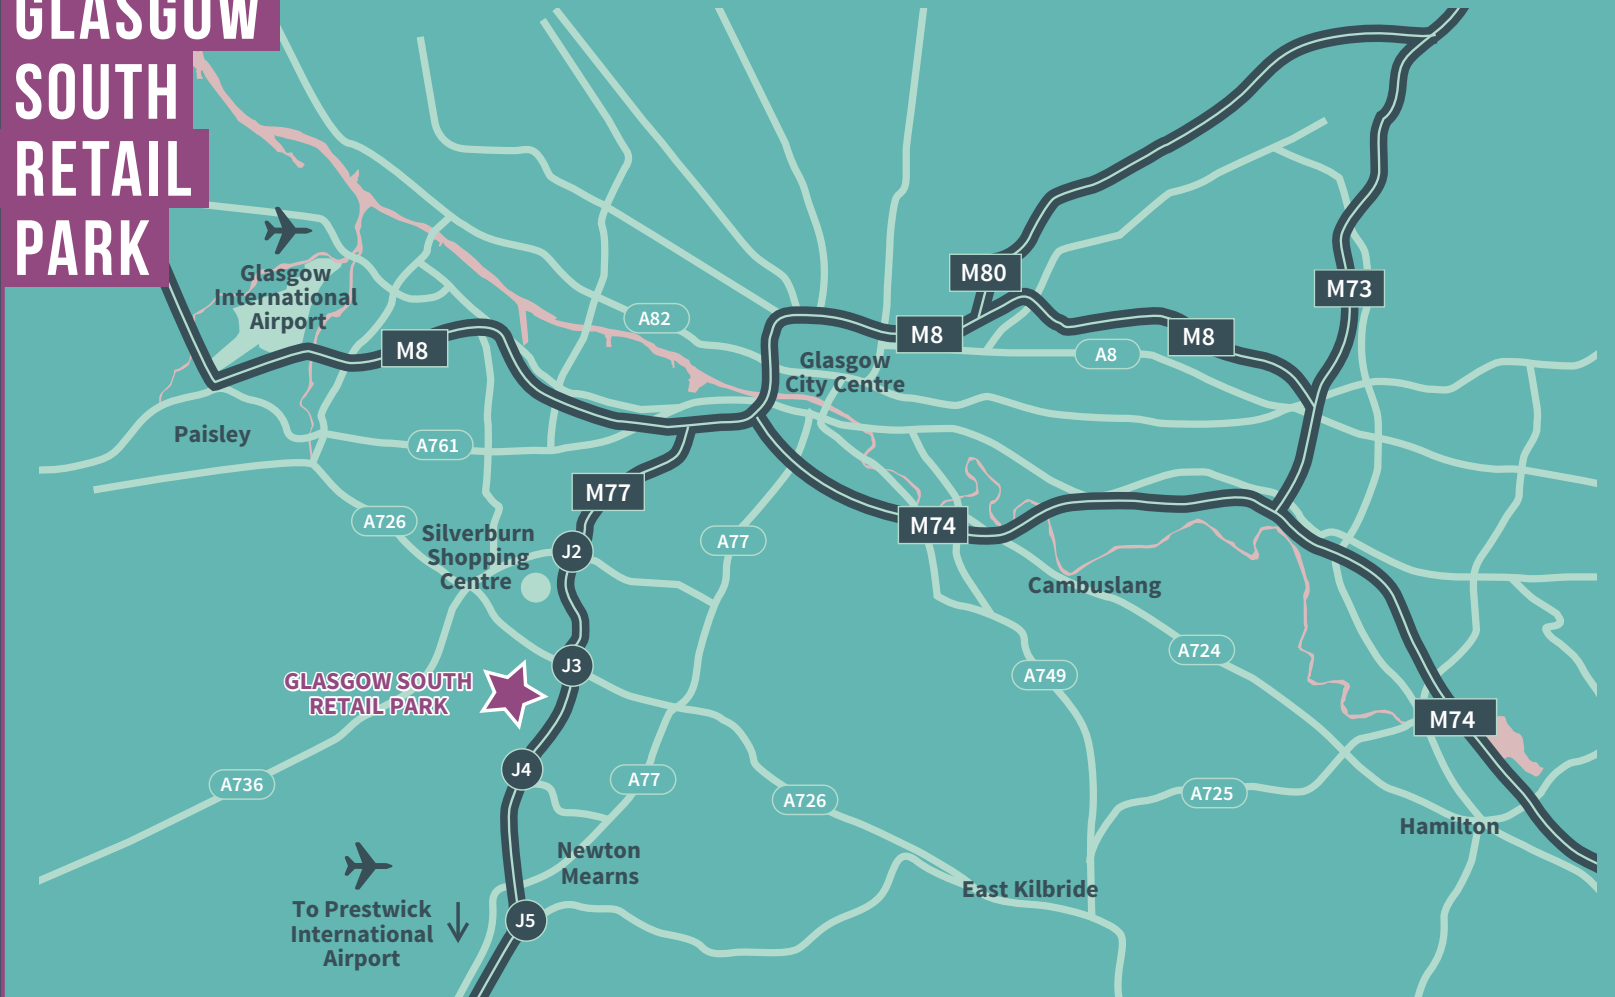 GLASGOW
SOUTH
RETAIL
PARK
Glasgow
International
Airport
M8
A82
M80
M8
M8
M73
A8
Glasgow
City Centre
Paisley
A761
M77
A726
Silverburn
Shopping
Centre
J2
A77
M74
Cambuslang
A724
A749
J3
GLASGOW SOUTH
RETAIL PARK
M74
J4
A77
A736
A726
A725
Hamilton
Newton
Mearns
East Kilbride
To Prestwick
International
Airport
J5